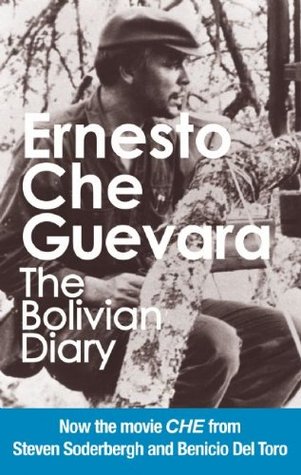 Ernesto
Che
Guevara
The
Bolivian
Diary
Now the movie CHE from
Steven Soderbergh and Benicio Del Toro